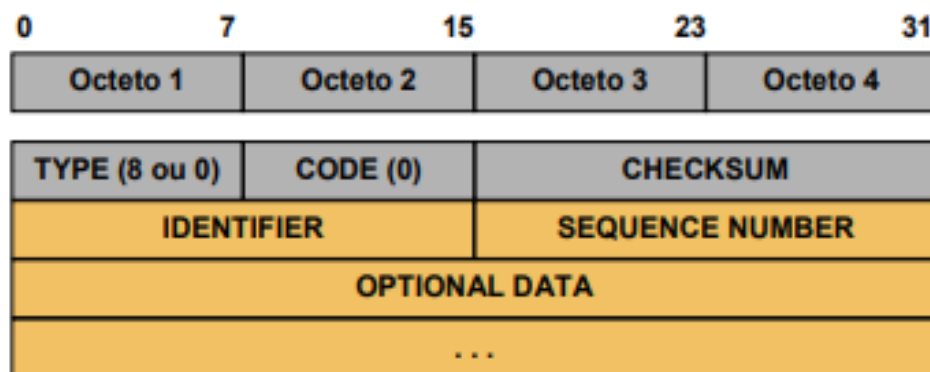 0 7 15 23 31
Octeto 1 Octeto 2 Octeto 3 Octeto 4
TYPE (8 ou 0) CODE (0) CHECKSUM
IDENTIFIER SEQUENCE NUMBER
OPTIONAL DATA
. . .